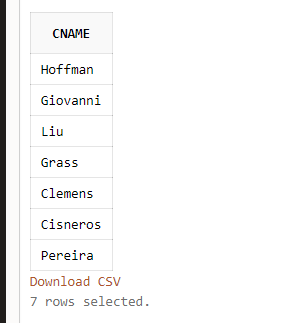 CNAME
Hoffman
Giovanni
Liu
Grass
Clemens
Cisneros
Pereira
Download CSV
7 rows selected.